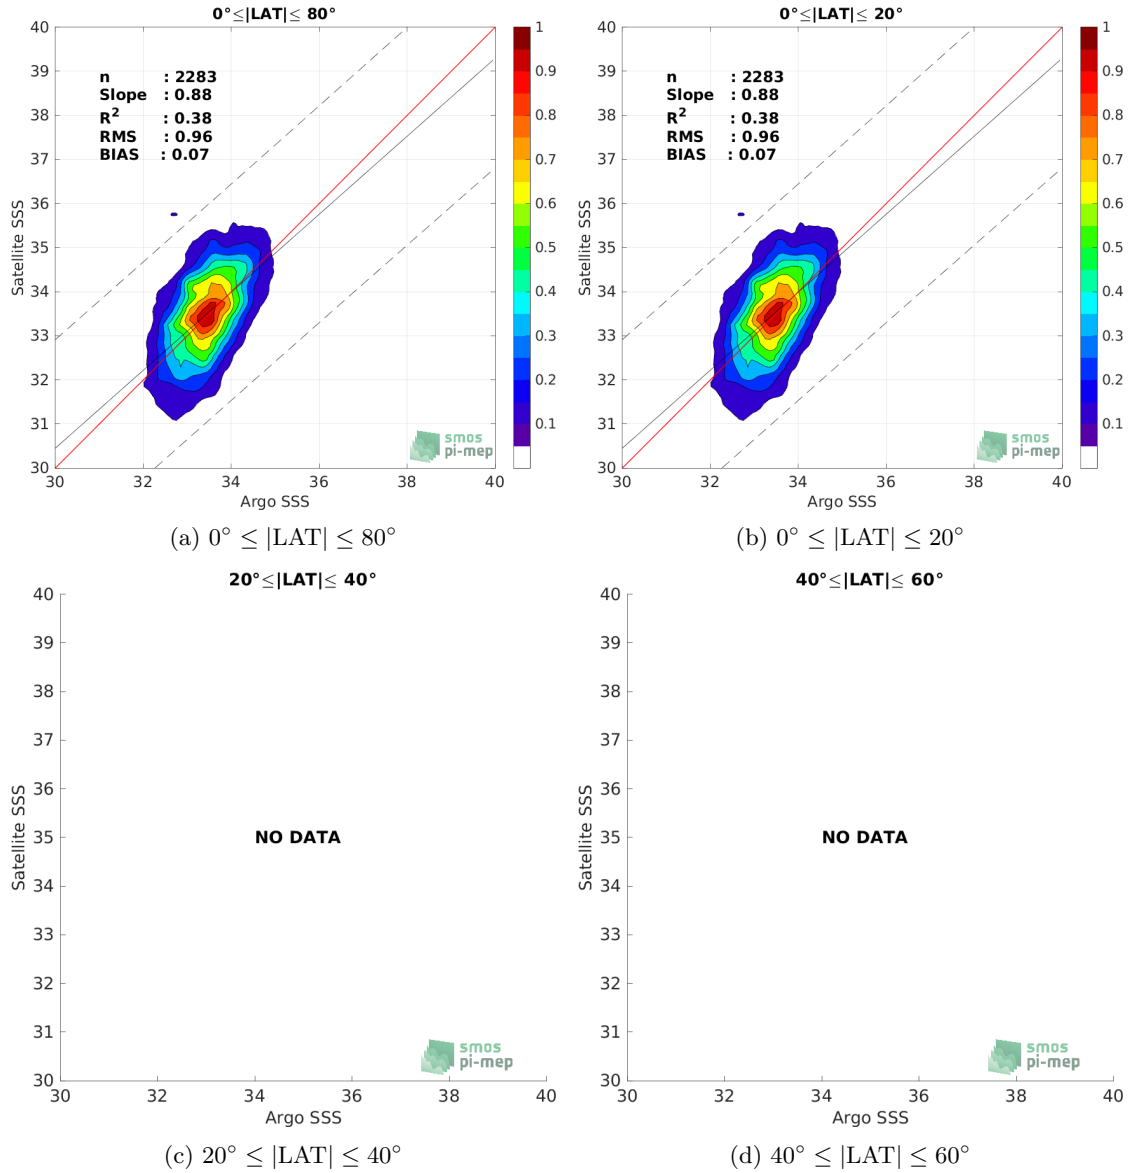 0°≤|LAT|≤ 80°
40
39
38
37
36
35
34
33
32
31
30
Satellite SSS
n : 2283
Slope : 0.88
R² : 0.38
RMS : 0.96
BIAS : 0.07
smos
pi-mep
30 32 34 36 38 40
Argo SSS
1
0.9
0.8
0.7
0.6
0.5
0.4
0.3
0.2
0.1
(a) 0° ≤ |LAT| ≤ 80°
0°≤|LAT|≤ 20°
40
39
38
37
36
35
34
33
32
31
30
Satellite SSS
n : 2283
Slope : 0.88
R² : 0.38
RMS : 0.96
BIAS : 0.07
smos
pi-mep
30 32 34 36 38 40
Argo SSS
1
0.9
0.8
0.7
0.6
0.5
0.4
0.3
0.2
0.1
(b) 0° ≤ |LAT| ≤ 20°
20°≤|LAT|≤ 40°
40
39
38
37
36
35
34
33
32
31
30
Satellite SSS
NO DATA
smos
pi-mep
30 32 34 36 38 40
Argo SSS
(c) 20° ≤ |LAT| ≤ 40°
40°≤|LAT|≤ 60°
40
39
38
37
36
35
34
33
32
31
30
Satellite SSS
NO DATA
smos
pi-mep
30 32 34 36 38 40
Argo SSS
(d) 40° ≤ |LAT| ≤ 60°